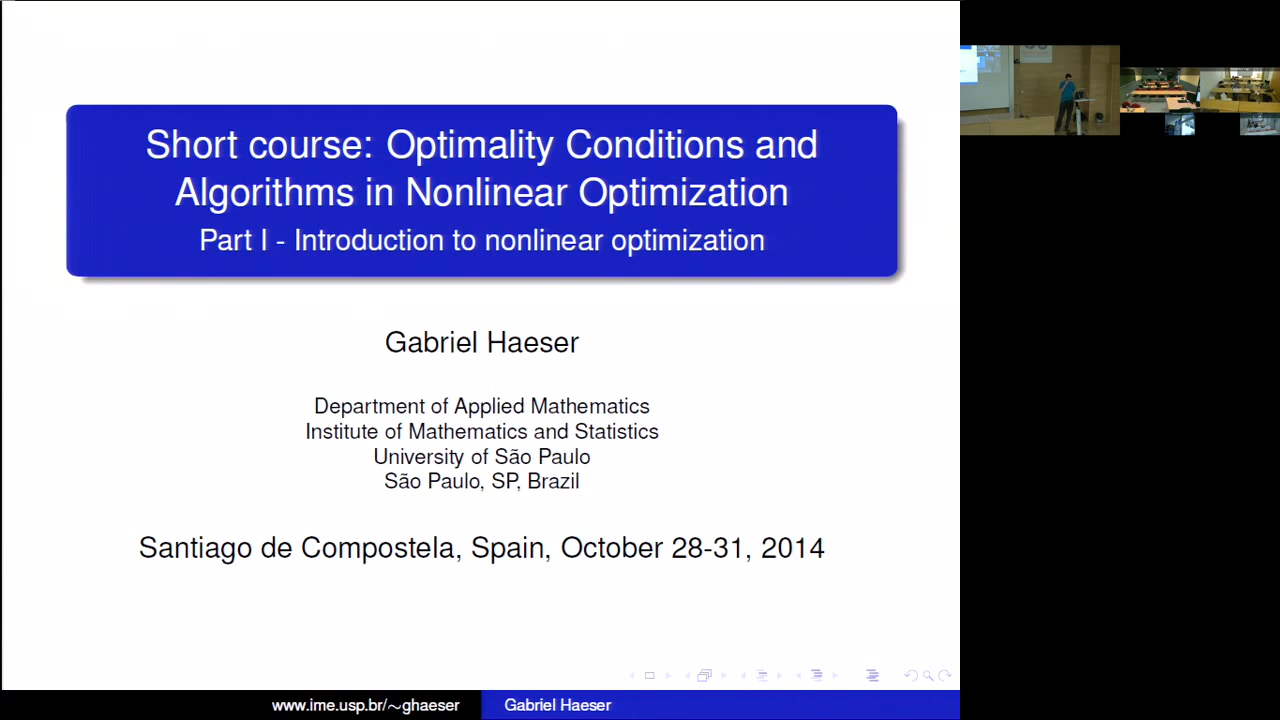 Short course: Optimality Conditions and
Algorithms in Nonlinear Optimization
Part I - Introduction to nonlinear optimization
Gabriel Haeser
Department of Applied Mathematics
Institute of Mathematics and Statistics
University of São Paulo
São Paulo, SP, Brazil
Santiago de Compostela, Spain, October 28-31, 2014
www.ime.usp.br/~ghaeser Gabriel Haeser